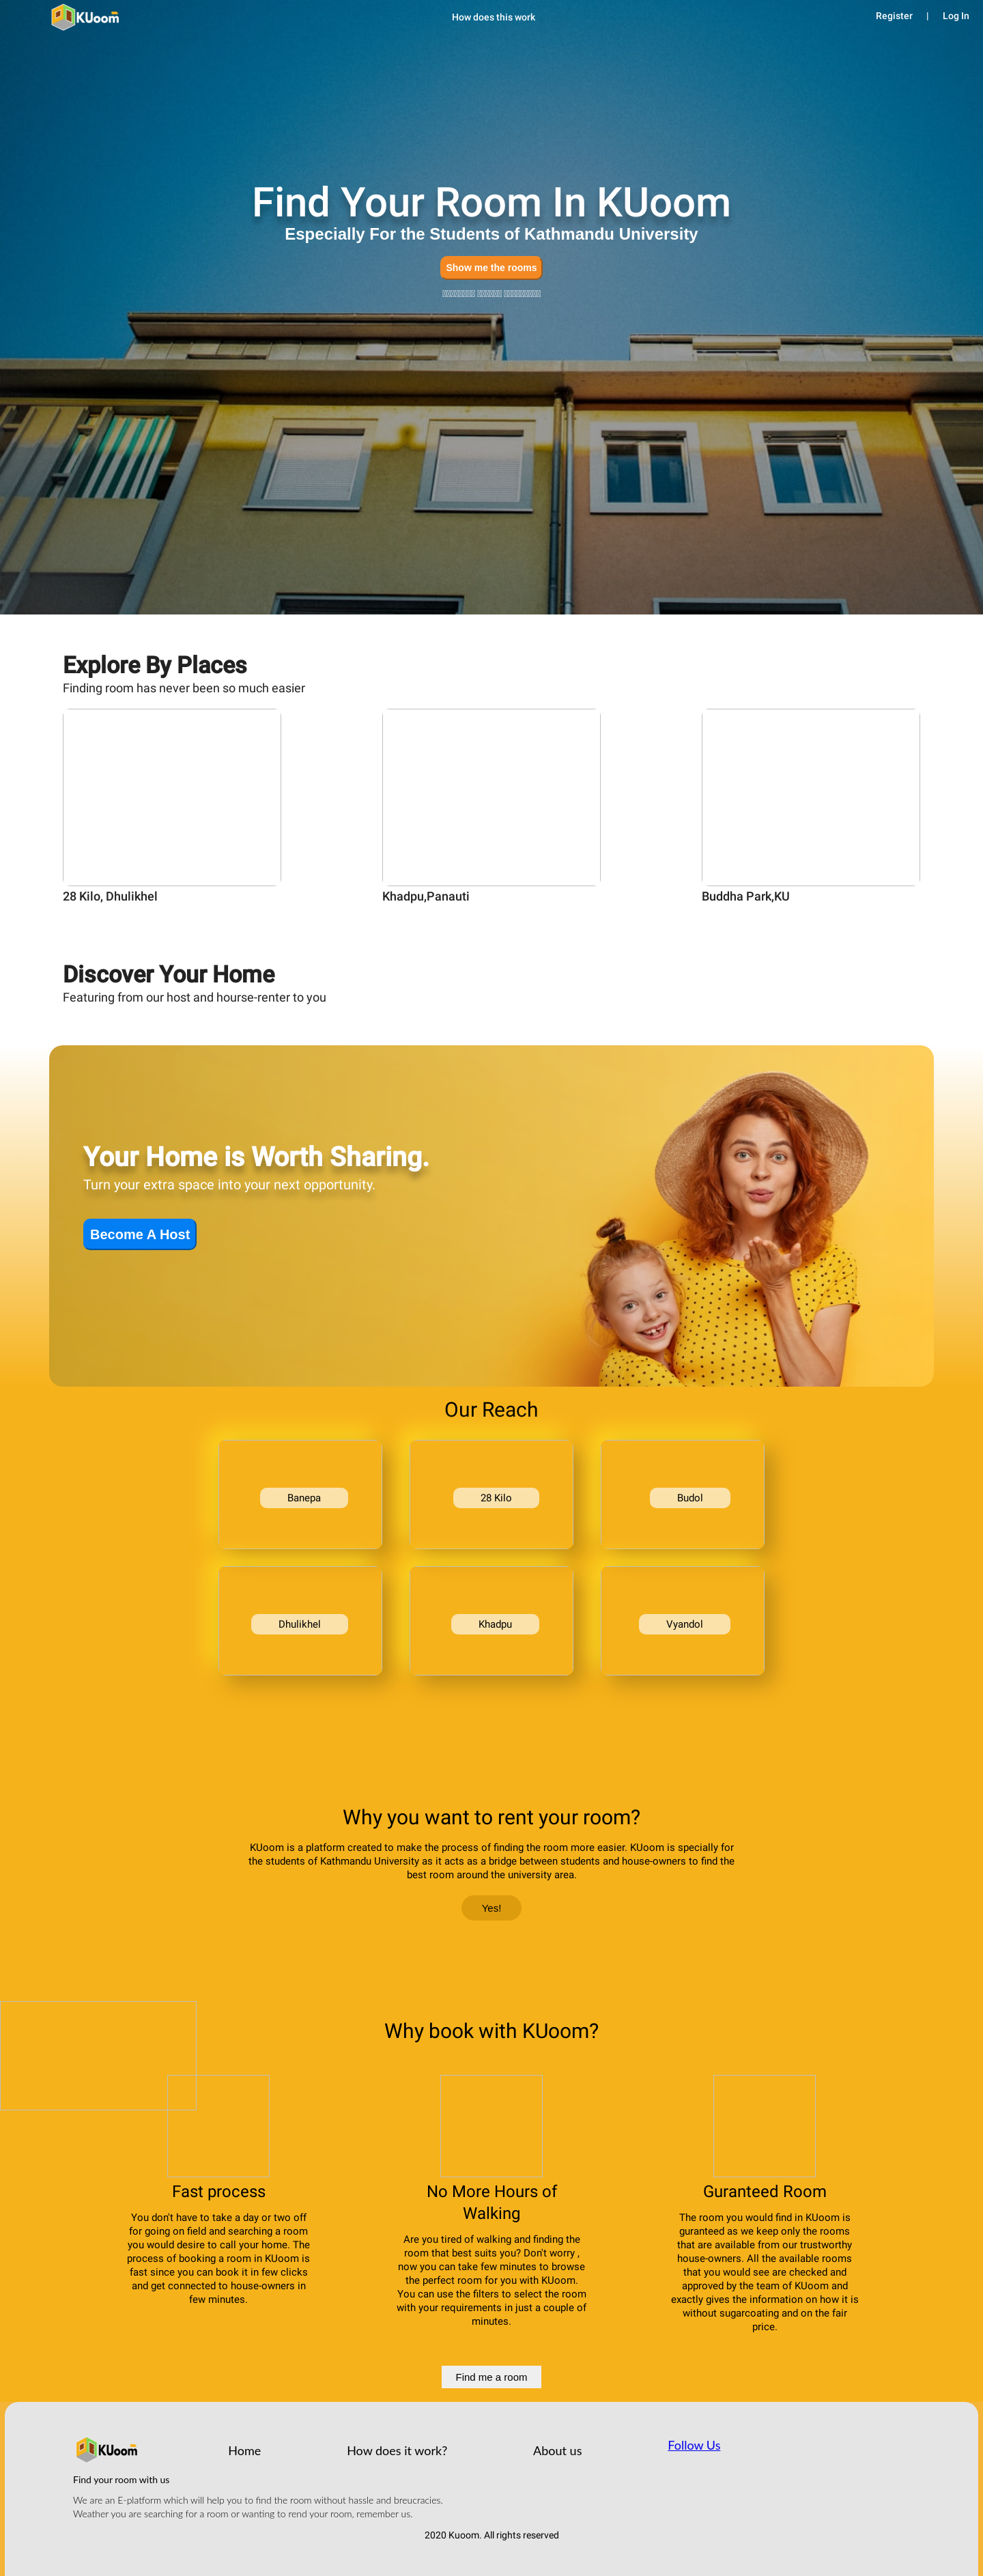 KUoom
How does this work
Register | Log In
Find Your Room In KUoom
Especially For the Students of Kathmandu University
Show me the rooms
Explore By Places
Finding room has never been so much easier
28 Kilo, Dhulikhel
Khadpu,Panauti
Buddha Park,KU
Discover Your Home
Featuring from our host and hourse-renter to you
Your Home is Worth Sharing.
Turn your extra space into your next opportunity.
Become A Host
Our Reach
Banepa
28 Kilo
Budol
Dhulikhel
Khadpu
Vyandol
Why you want to rent your room?
KUoom is a platform created to make the process of finding the room more easier. KUoom is specially for
the students of Kathmandu University as it acts as a bridge between students and house-owners to find the
best room around the university area.
Yes!
Why book with KUoom?
Fast process
You don't have to take a day or two off
for going on field and searching a room
you would desire to call your home. The
process of booking a room in KUoom is
fast since you can book it in few clicks
and get connected to house-owners in
few minutes.
No More Hours of
Walking
Are you tired of walking and finding the
room that best suits you? Don't worry ,
now you can take few minutes to browse
the perfect room for you with KUoom.
You can use the filters to select the room
with your requirements in just a couple of
minutes.
Guranteed Room
The room you would find in KUoom is
guranteed as we keep only the rooms
that are available from our trustworthy
house-owners. All the available rooms
that you would see are checked and
approved by the team of KUoom and
exactly gives the information on how it is
without sugarcoating and on the fair
price.
Find me a room
KUoom
Home
How does it work?
About us
Follow Us
Find your room with us
We are an E-platform which will help you to find the room without hassle and breucracies.
Weather you are searching for a room or wanting to rend your room, remember us.
2020 Kuoom. All rights reserved